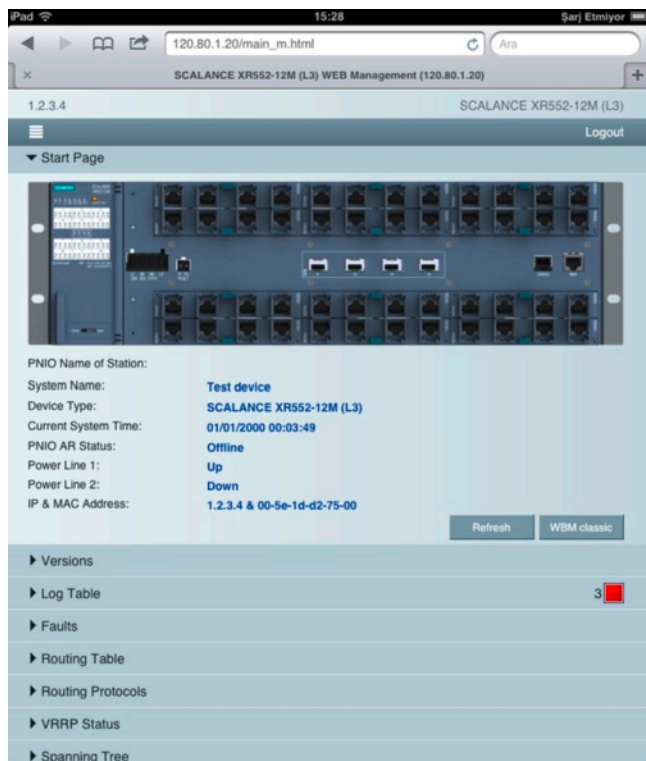 iPad 15:28 Şarj Etmiyor
120.80.1.20/main_m.html Ara
SCALANCE XR552-12M (L3) WEB Management (120.80.1.20)
1.2.3.4 SCALANCE XR552-12M (L3)
Logout
Start Page
PNIO Name of Station:
System Name: Test device
Device Type: SCALANCE XR552-12M (L3)
Current System Time: 01/01/2000 00:03:49
PNIO AR Status: Offline
Power Line 1: Up
Power Line 2: Down
IP & MAC Address: 1.2.3.4 & 00-5e-1d-d2-75-00
Refresh WBM classic
Versions
Log Table 3
Faults
Routing Table
Routing Protocols
VRRP Status
Spanning Tree